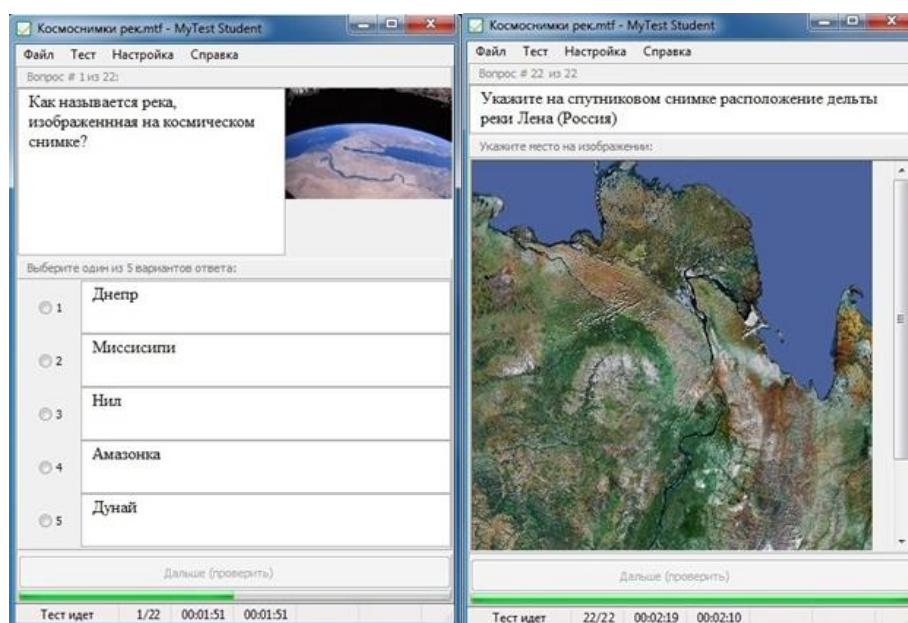 Космоснимки рек.mtf - MyTest Student
Файл Тест Настройка Справка
Вопрос # 1 из 22:
Как называется река,
изображеннная на космическом
снимке?
Выберите один из 5 вариантов ответа:
1 Днепр
2 Миссисипи
3 Нил
4 Амазонка
5 Дунай
Дальше (проверить)
Тест идет 1/22 00:01:51 00:01:51
Космоснимки рек.mtf - MyTest Student
Файл Тест Настройка Справка
Вопрос # 22 из 22
Укажите на спутниковом снимке расположение дельты
реки Лена (Россия)
Укажите место на изображении:
Дальше (проверить)
Тест идет 22/22 00:02:19 00:02:10